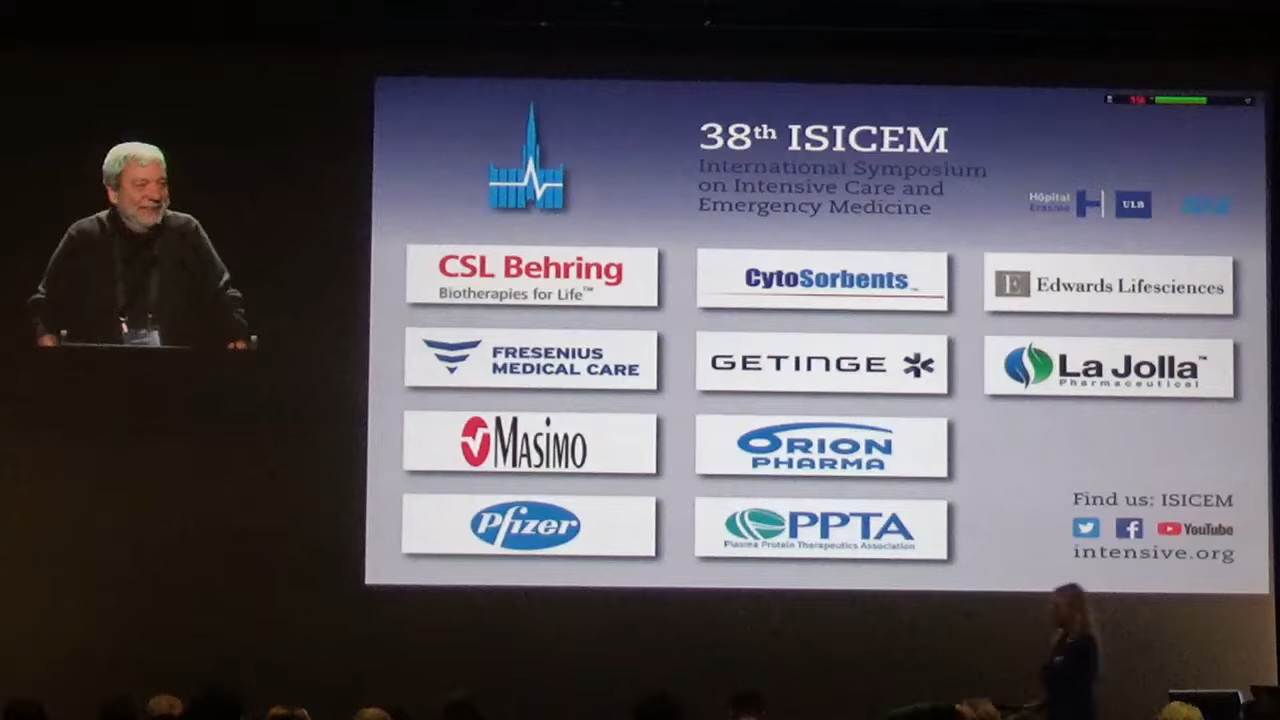 38th ISICEM
International Symposium
on Intensive Care and
Emergency Medicine
Hôpital
Erasme
ULB
CSL Behring
Biotherapies for Life™
CytoSorbents
E Edwards Lifesciences
FRESENIUS
MEDICAL CARE
GETINGE
La Jolla™
Pharmaceutical
MASIMO
ORION
PHARMA
Pfizer
PPTA
Plasma Protein Therapeutics Association
Find us: ISICEM
YouTube
intensive.org